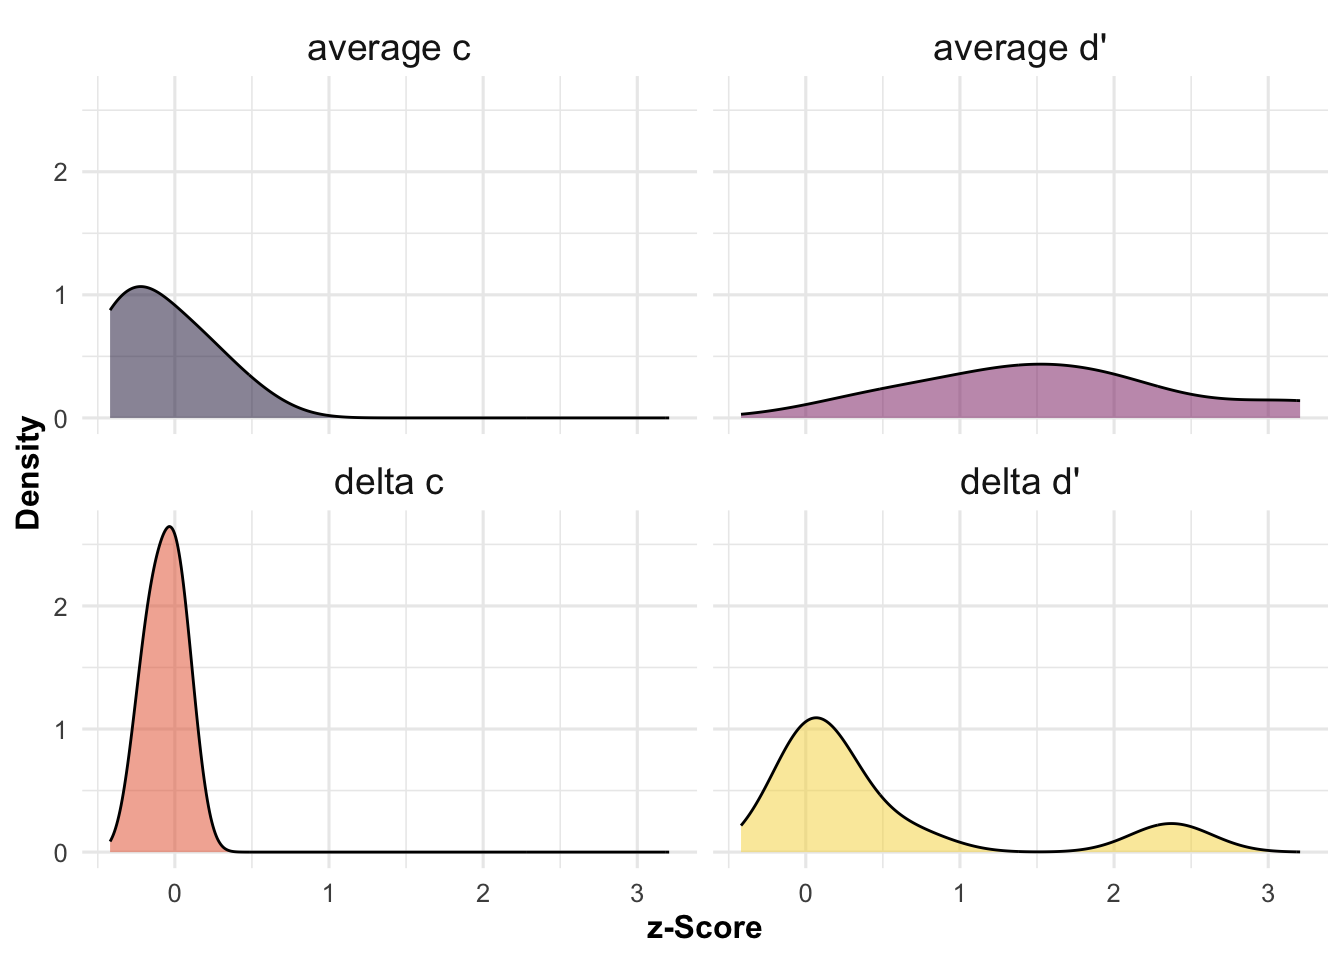 average c
average d'
2
1
0
Density
delta c
delta d'
2
1
0
0 1 2 3
0 1 2 3
z-Score